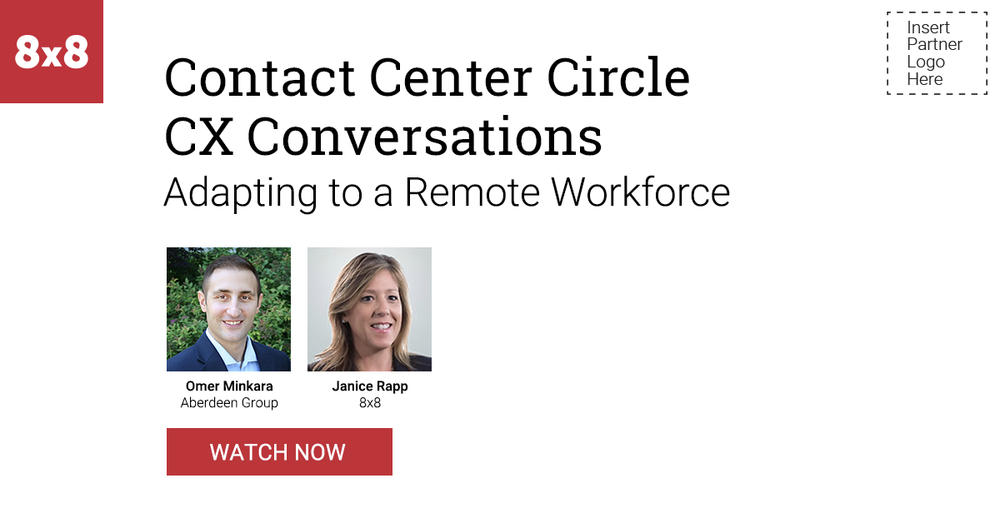 8x8
Insert
Partner
Logo
Here
Contact Center Circle
CX Conversations
Adapting to a Remote Workforce
Omer Minkara
Aberdeen Group
Janice Rapp
8x8
WATCH NOW